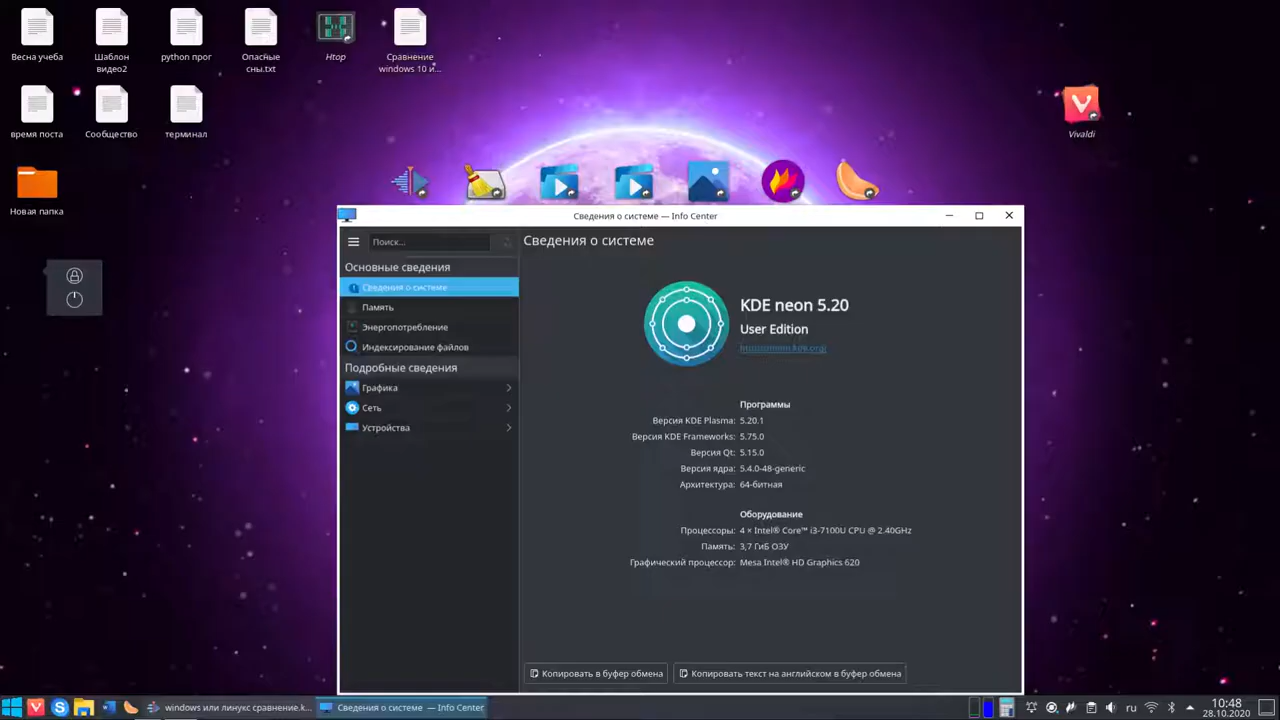 Весна учеба
Шаблон
видео2
python прог
Опасные
сны.txt
Htop
Сравнение
windows 10 и...
время поста
Сообщество
терминал
Vivaldi
Новая папка
Сведения о системе — Info Center
Поиск...
Сведения о системе
Основные сведения
Сведения о системе
Память
Энергопотребление
Индексирование файлов
Подробные сведения
Графика
Сеть
Устройства
KDE neon 5.20
User Edition
Программы
Версия KDE Plasma: 5.20.1
Версия KDE Frameworks: 5.75.0
Версия Qt: 5.15.0
Версия ядра: 5.4.0-48-generic
Архитектура: 64-битная
Оборудование
Процессоры: 4 × Intel® Core™ i3-7100U CPU @ 2.40GHz
Память: 3,7 ГиБ ОЗУ
Графический процессор: Mesa Intel® HD Graphics 620
Копировать в буфер обмена
Копировать текст на английском в буфер обмена
windows или линукс сравнение.k...
Сведения о системе — Info Center
ru
10:48
28.10.2020